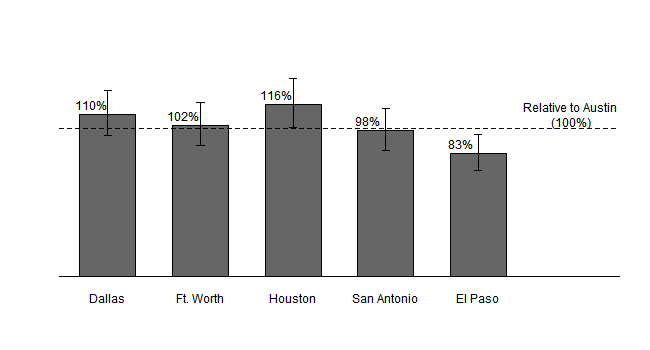 116%
110%
102%
98%
83%
Relative to Austin
(100%)
Dallas
Ft. Worth
Houston
San Antonio
El Paso